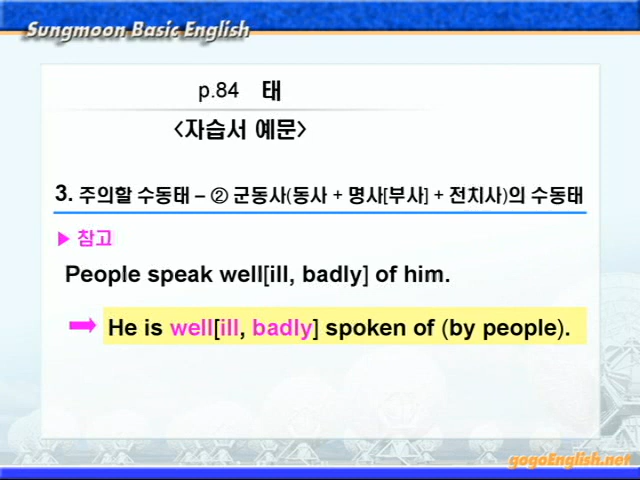 Sungmoon Basic English
p.84 태
<자습서 예문>
3. 주의할 수동태 – ② 군동사(동사 + 명사[부사] + 전치사)의 수동태
▶ 참고
People speak well[ill, badly] of him.
➡ He is well[ill, badly] spoken of (by people).
gogoEnglish.net